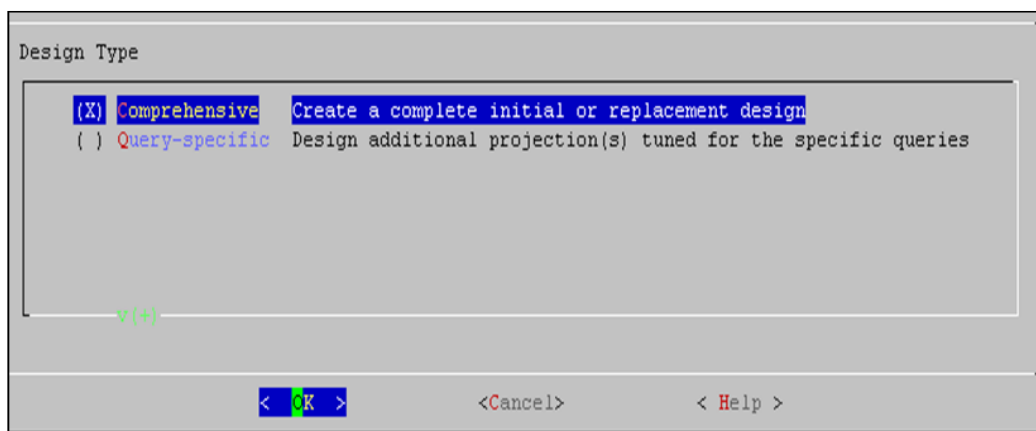 Design Type
(X) Comprehensive Create a complete initial or replacement design
( ) Query-specific Design additional projection(s) tuned for the specific queries
v(+)
< OK > <Cancel> < Help >